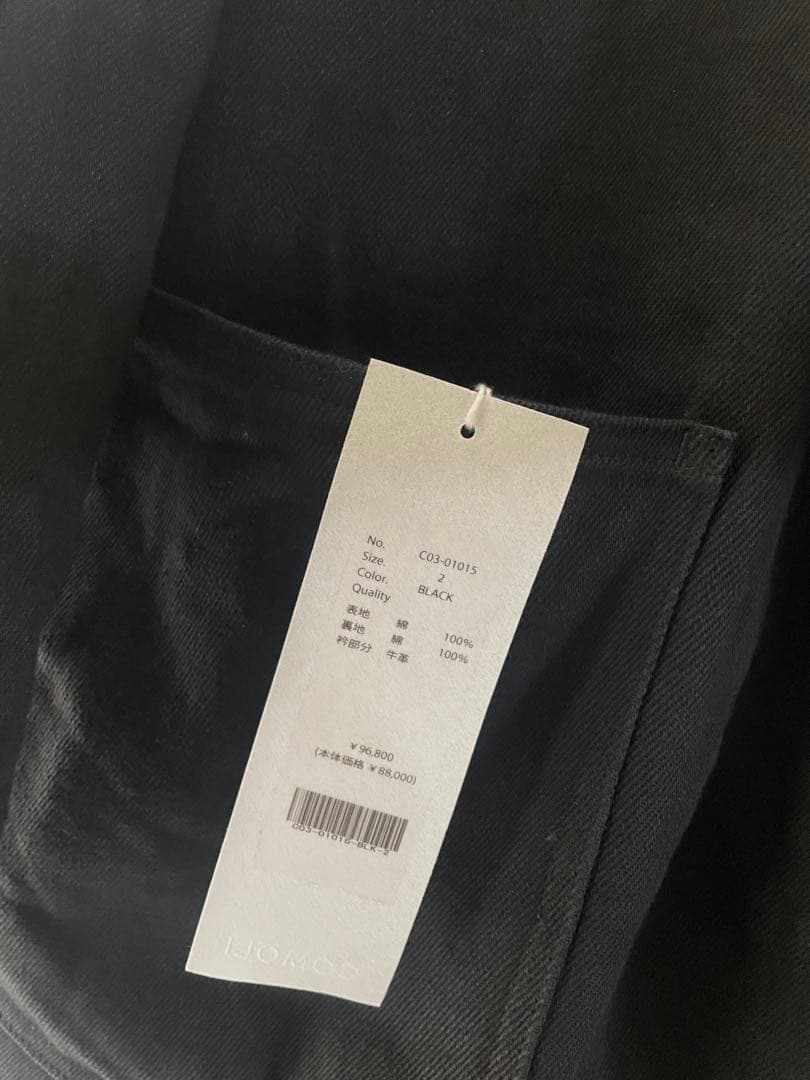 No. C03-01015
Size. 2
Color. BLACK
Quality
表地 綿 100%
裏地 綿 100%
衿部分 牛革
¥96,800
(本体価格 ¥88,000)
C03-01015-BLK-2
COMOLI